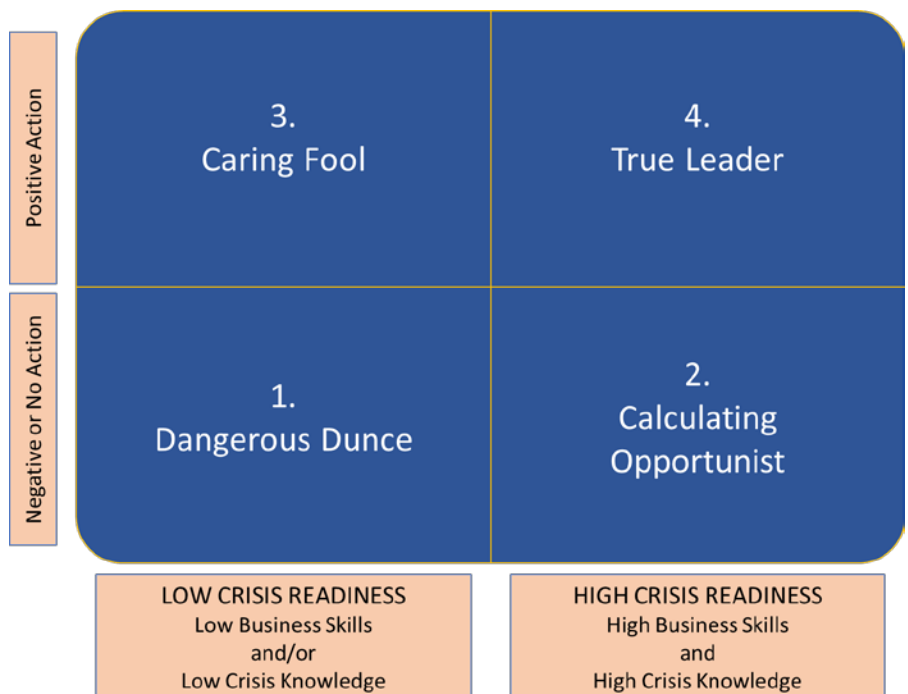 Positive Action
3.
Caring Fool
4.
True Leader
Negative or No Action
1.
Dangerous Dunce
2.
Calculating
Opportunist
LOW CRISIS READINESS
Low Business Skills
and/or
Low Crisis Knowledge
HIGH CRISIS READINESS
High Business Skills
and
High Crisis Knowledge